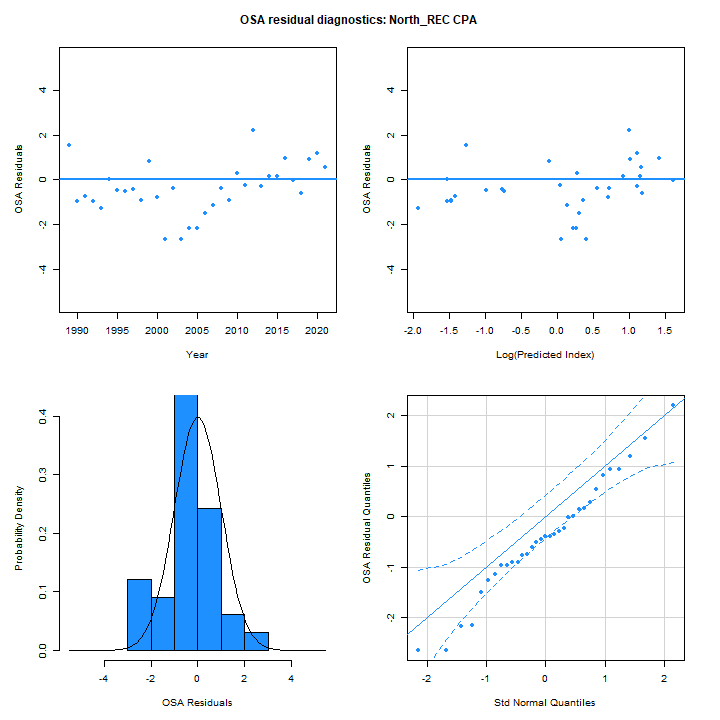 OSA residual diagnostics: North_REC CPA
OSA Residuals
4
2
0
-2
-4
1990 1995 2000 2005 2010 2015 2020
Year
OSA Residuals
4
2
0
-2
-4
-2.0 -1.5 -1.0 -0.5 0.0 0.5 1.0 1.5
Log(Predicted Index)
Probability Density
0.4
0.3
0.2
0.1
0.0
-4 -2 0 2 4
OSA Residuals
OSA Residual Quantiles
2
1
0
-1
-2
-2 -1 0 1 2
Std Normal Quantiles